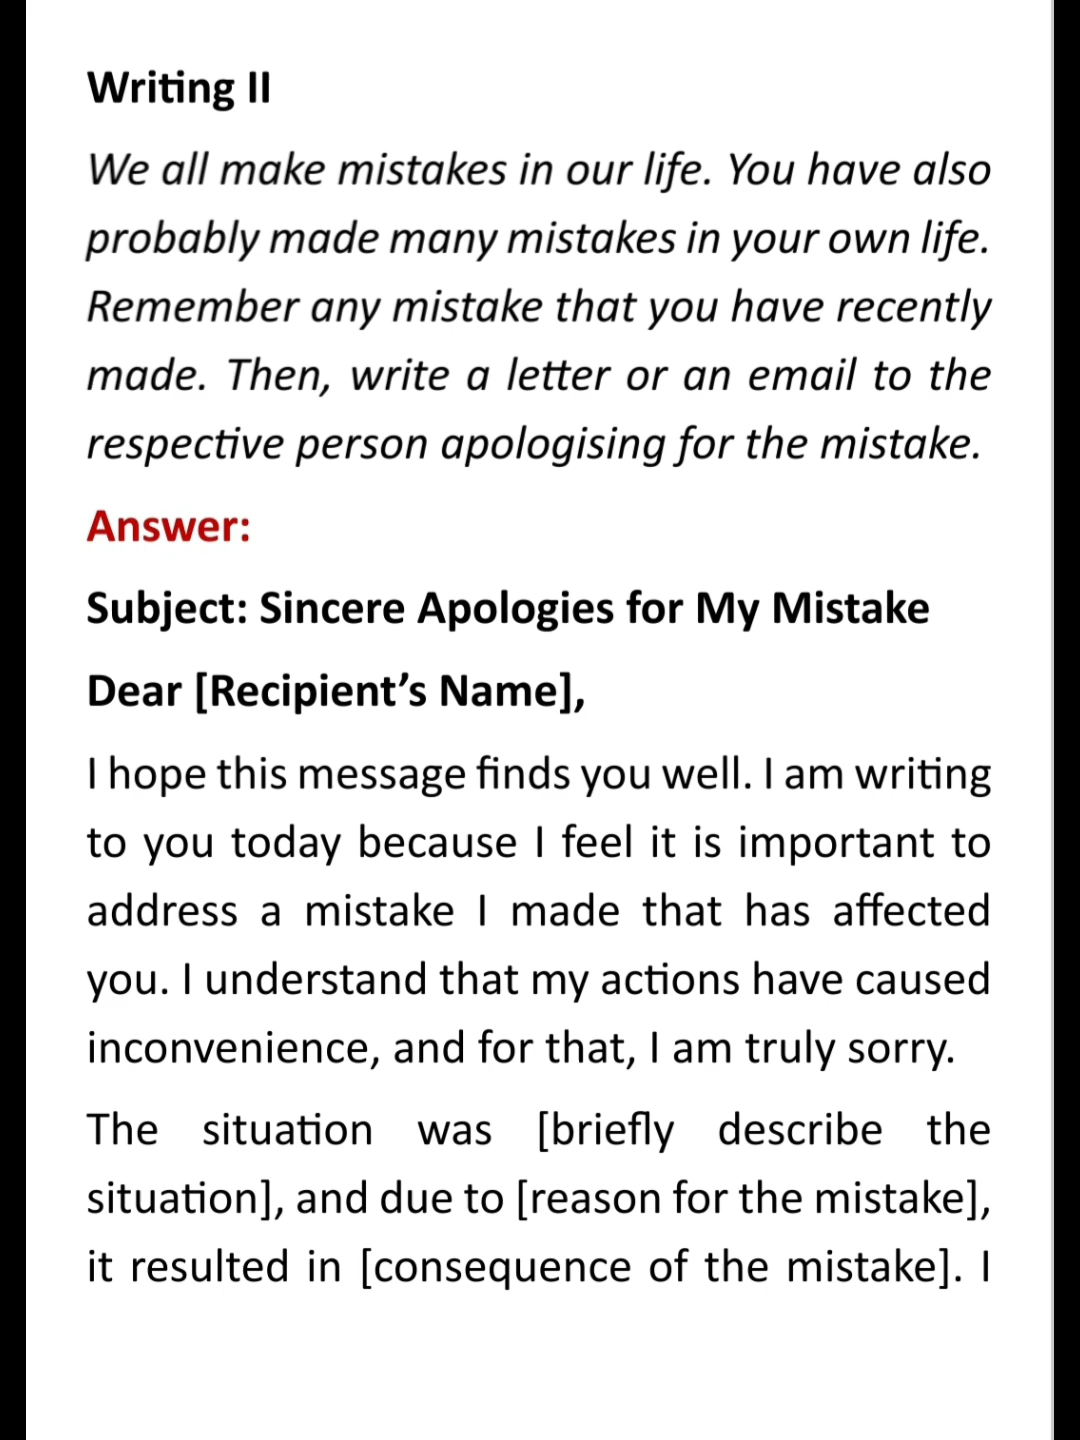 Writing II
We all make mistakes in our life. You have also
probably made many mistakes in your own life.
Remember any mistake that you have recently
made. Then, write a letter or an email to the
respective person apologising for the mistake.
Answer:
Subject: Sincere Apologies for My Mistake
Dear [Recipient’s Name],
I hope this message finds you well. I am writing
to you today because I feel it is important to
address a mistake I made that has affected
you. I understand that my actions have caused
inconvenience, and for that, I am truly sorry.
The situation was [briefly describe the
situation], and due to [reason for the mistake],
it resulted in [consequence of the mistake]. I